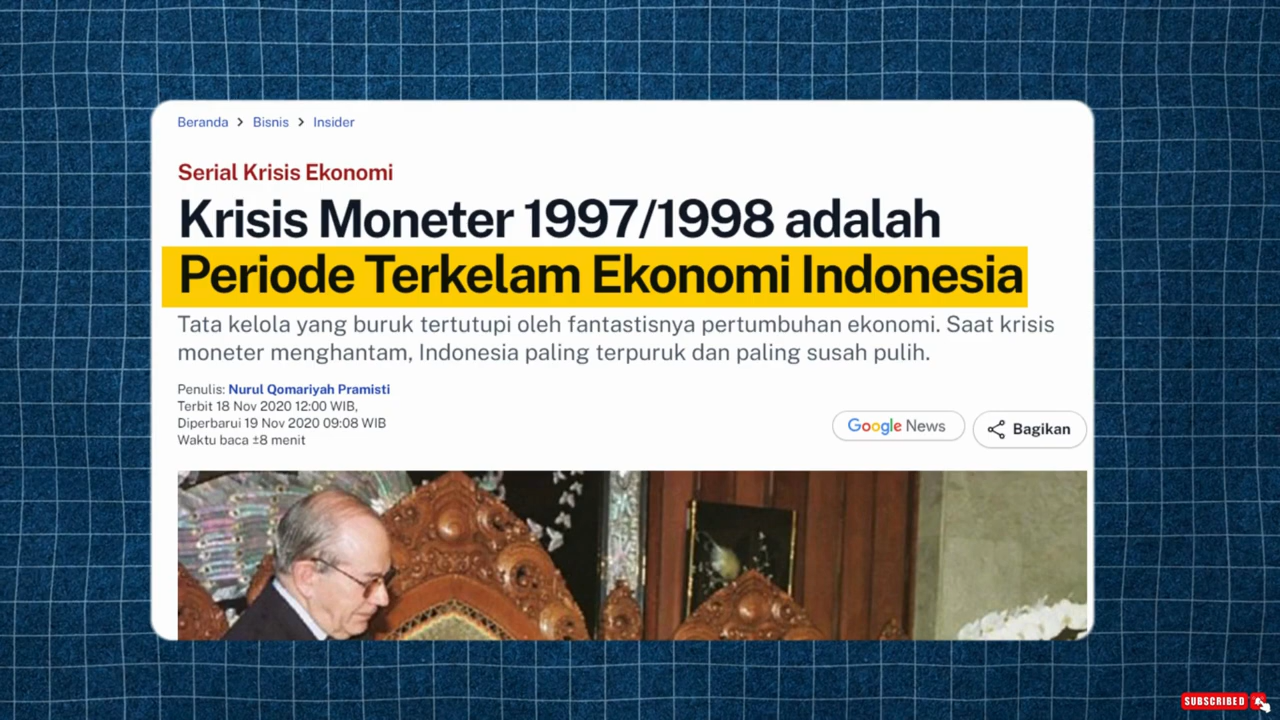 Beranda > Bisnis > Insider
Serial Krisis Ekonomi
Krisis Moneter 1997/1998 adalah
Periode Terkelam Ekonomi Indonesia
Tata kelola yang buruk tertutupi oleh fantastisnya pertumbuhan ekonomi. Saat krisis
moneter menghantam, Indonesia paling terpuruk dan paling susah pulih.
Penulis: Nurul Qomariyah Pramisti
Terbit 18 Nov 2020 12:00 WIB,
Diperbarui 19 Nov 2020 09:08 WIB
Waktu baca ±8 menit
Google News
Bagikan
SUBSCRIBED